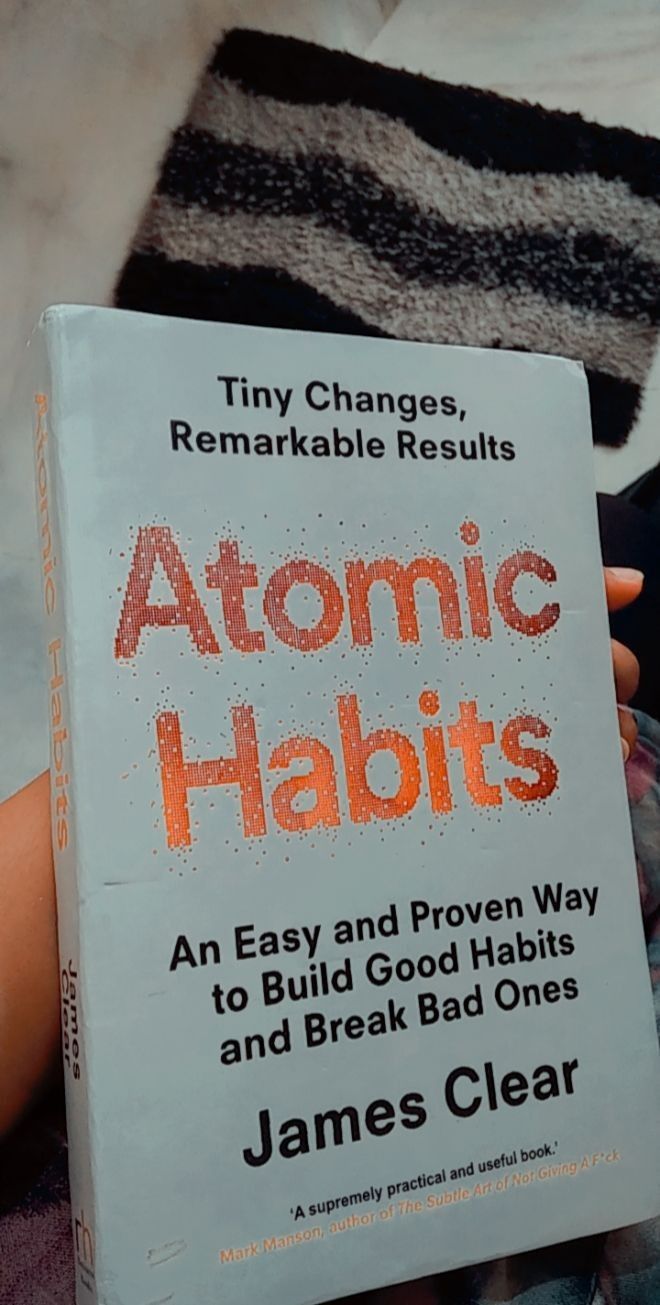 Tiny Changes,
Remarkable Results
Atomic
Habits
An Easy and Proven Way
to Build Good Habits
and Break Bad Ones
James Clear
'A supremely practical and useful book.'
Mark Manson, author of The Subtle Art of Not Giving A F*ck
Atomic Habits
James
Clear
rh